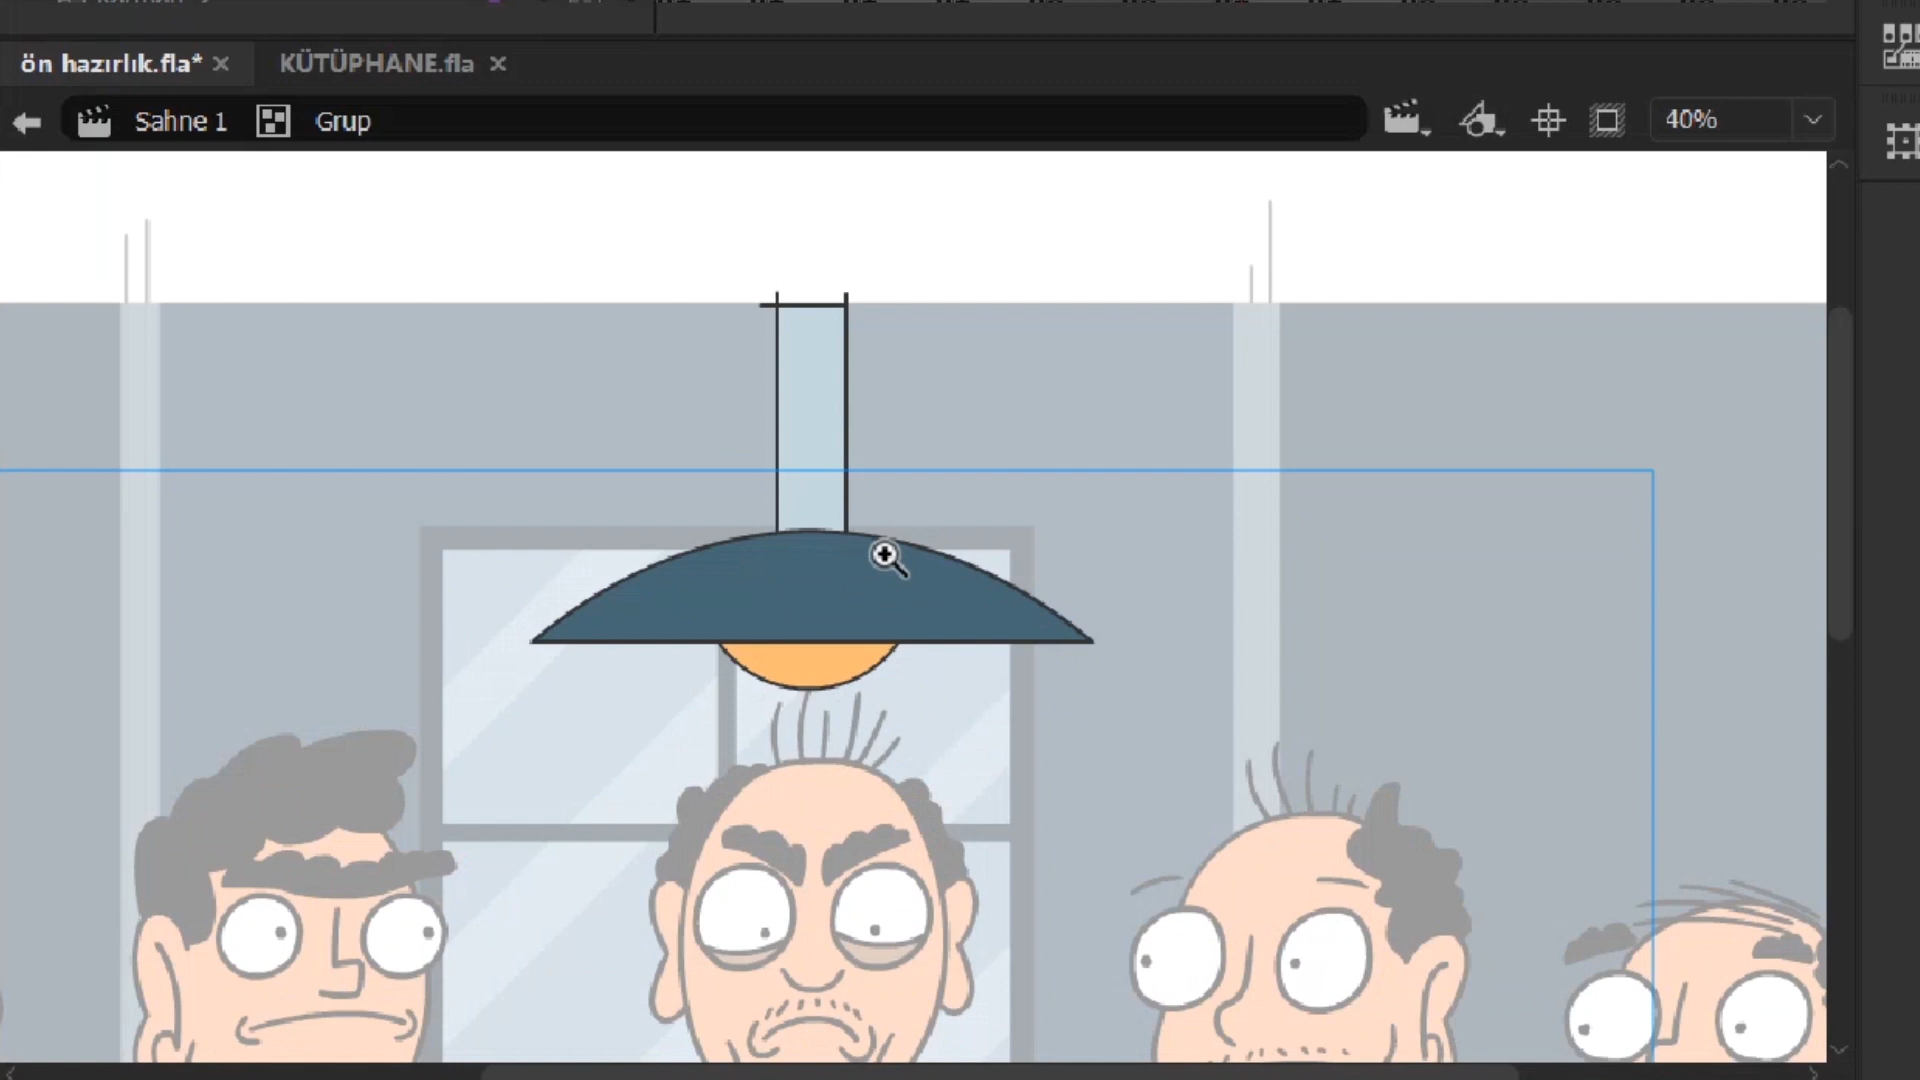 ön hazırlık.fla*
KÜTÜPHANE.fla
Sahne 1
Grup
40%